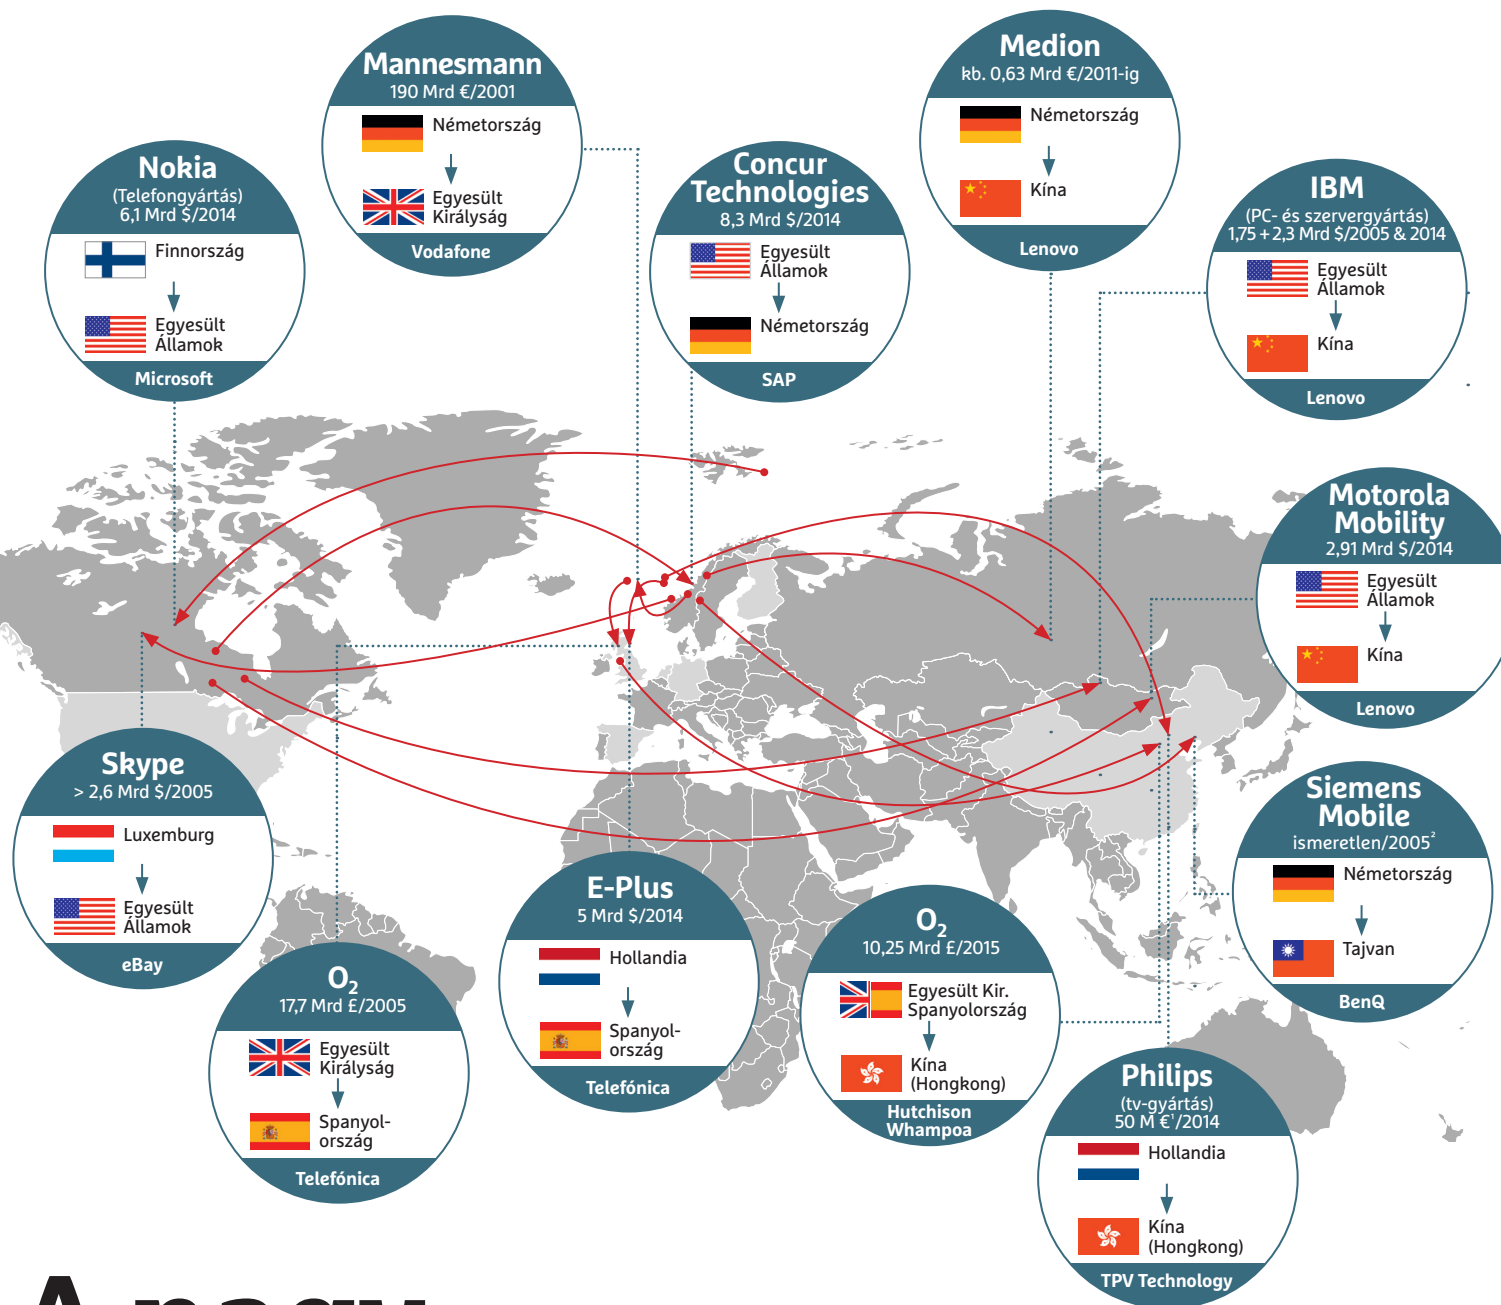 Mannesmann
190 Mrd €/2001
Németország
Egyesült
Királyság
Vodafone
Medion
kb. 0,63 Mrd €/2011-ig
Németország
Kína
Lenovo
Nokia
(Telefongyártás)
6,1 Mrd $/2014
Finnország
Egyesült
Államok
Microsoft
Concur
Technologies
8,3 Mrd $/2014
Egyesült
Államok
Németország
SAP
IBM
(PC- és szervergyártás)
1,75 + 2,3 Mrd $/2005 & 2014
Egyesült
Államok
Kína
Lenovo
Motorola
Mobility
2,91 Mrd $/2014
Egyesült
Államok
Kína
Lenovo
Skype
> 2,6 Mrd $/2005
Luxemburg
Egyesült
Államok
eBay
Siemens
Mobile
ismeretlen/2005²
Németország
Tajvan
BenQ
E-Plus
5 Mrd $/2014
Hollandia
Spanyol-
ország
Telefónica
O₂
10,25 Mrd £/2015
Egyesült Kir.
Spanyolország
Kína
(Hongkong)
Hutchison
Whampoa
O₂
17,7 Mrd £/2005
Egyesült
Királyság
Spanyol-
ország
Telefónica
Philips
(tv-gyártás)
50 M €¹/2014
Hollandia
Kína
(Hongkong)
TPV Technology
A nagy